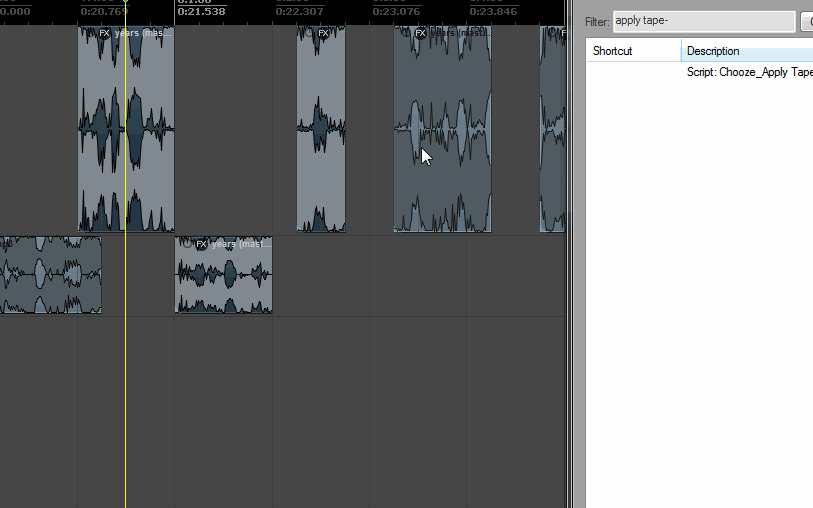 0.000
0:20.769
0:21.538
0:22.307
0:23.076
0:23.846
FX years (mas...
FX
FX years (mast...
F
FX years (mast...
Filter: apply tape-
Shortcut Description
Script: Chooze_Apply Tape